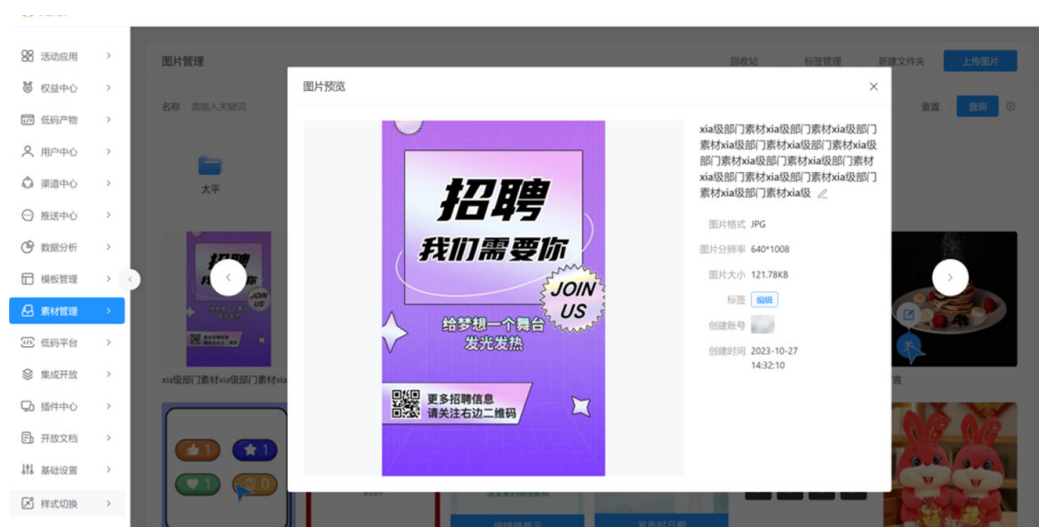 活动应用
权益中心
低码产物
用户中心
渠道中心
推送中心
数据分析
模板管理
素材管理
低码平台
集成开放
插件中心
开放文档
基础设置
样式切换
图片管理
回收站
标签管理
新建文件夹
上传图片
名称 请输入关键词
重置
查询
太平
JOIN
US
xia级部门素材xia级部门素材xia
1
1
1
0
图片预览
招聘
我们需要你
JOIN
US
给梦想一个舞台
发光发热
更多招聘信息
请关注右边二维码
xia级部门素材xia级部门素材xia级部门
素材xia级部门素材xia级部门素材xia级
部门素材xia级部门素材xia级部门素材
xia级部门素材xia级部门素材xia级部门
素材xia级部门素材xia级
图片格式 JPG
图片分辨率 640*1008
图片大小 121.78KB
标签 编辑
创建账号
创建时间 2023-10-27
14:32:10
发布时日期